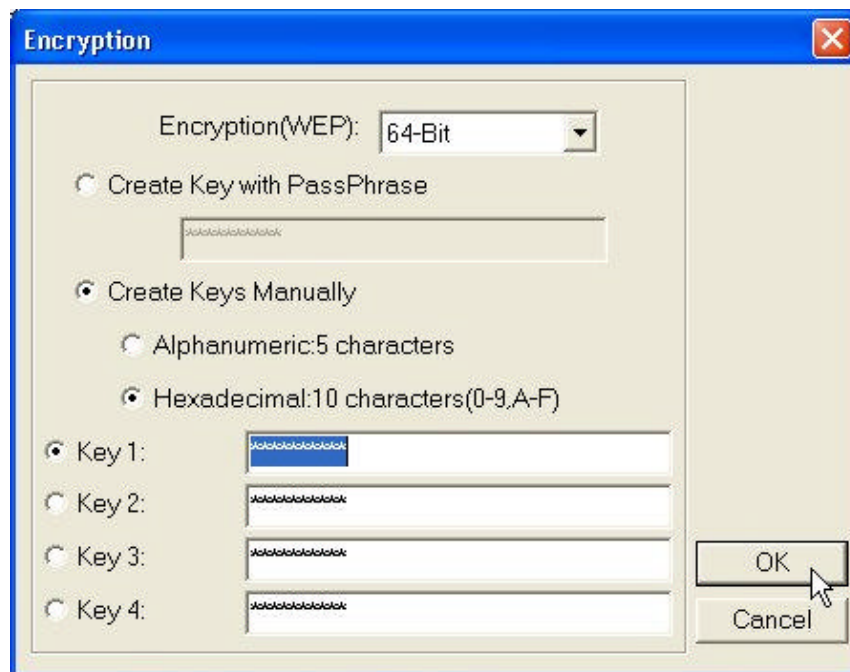 Encryption
Encryption(WEP): 64-Bit
Create Key with PassPhrase
**********
Create Keys Manually
Alphanumeric:5 characters
Hexadecimal:10 characters(0-9,A-F)
Key 1: **********
Key 2: **********
Key 3: **********
Key 4: **********
OK
Cancel